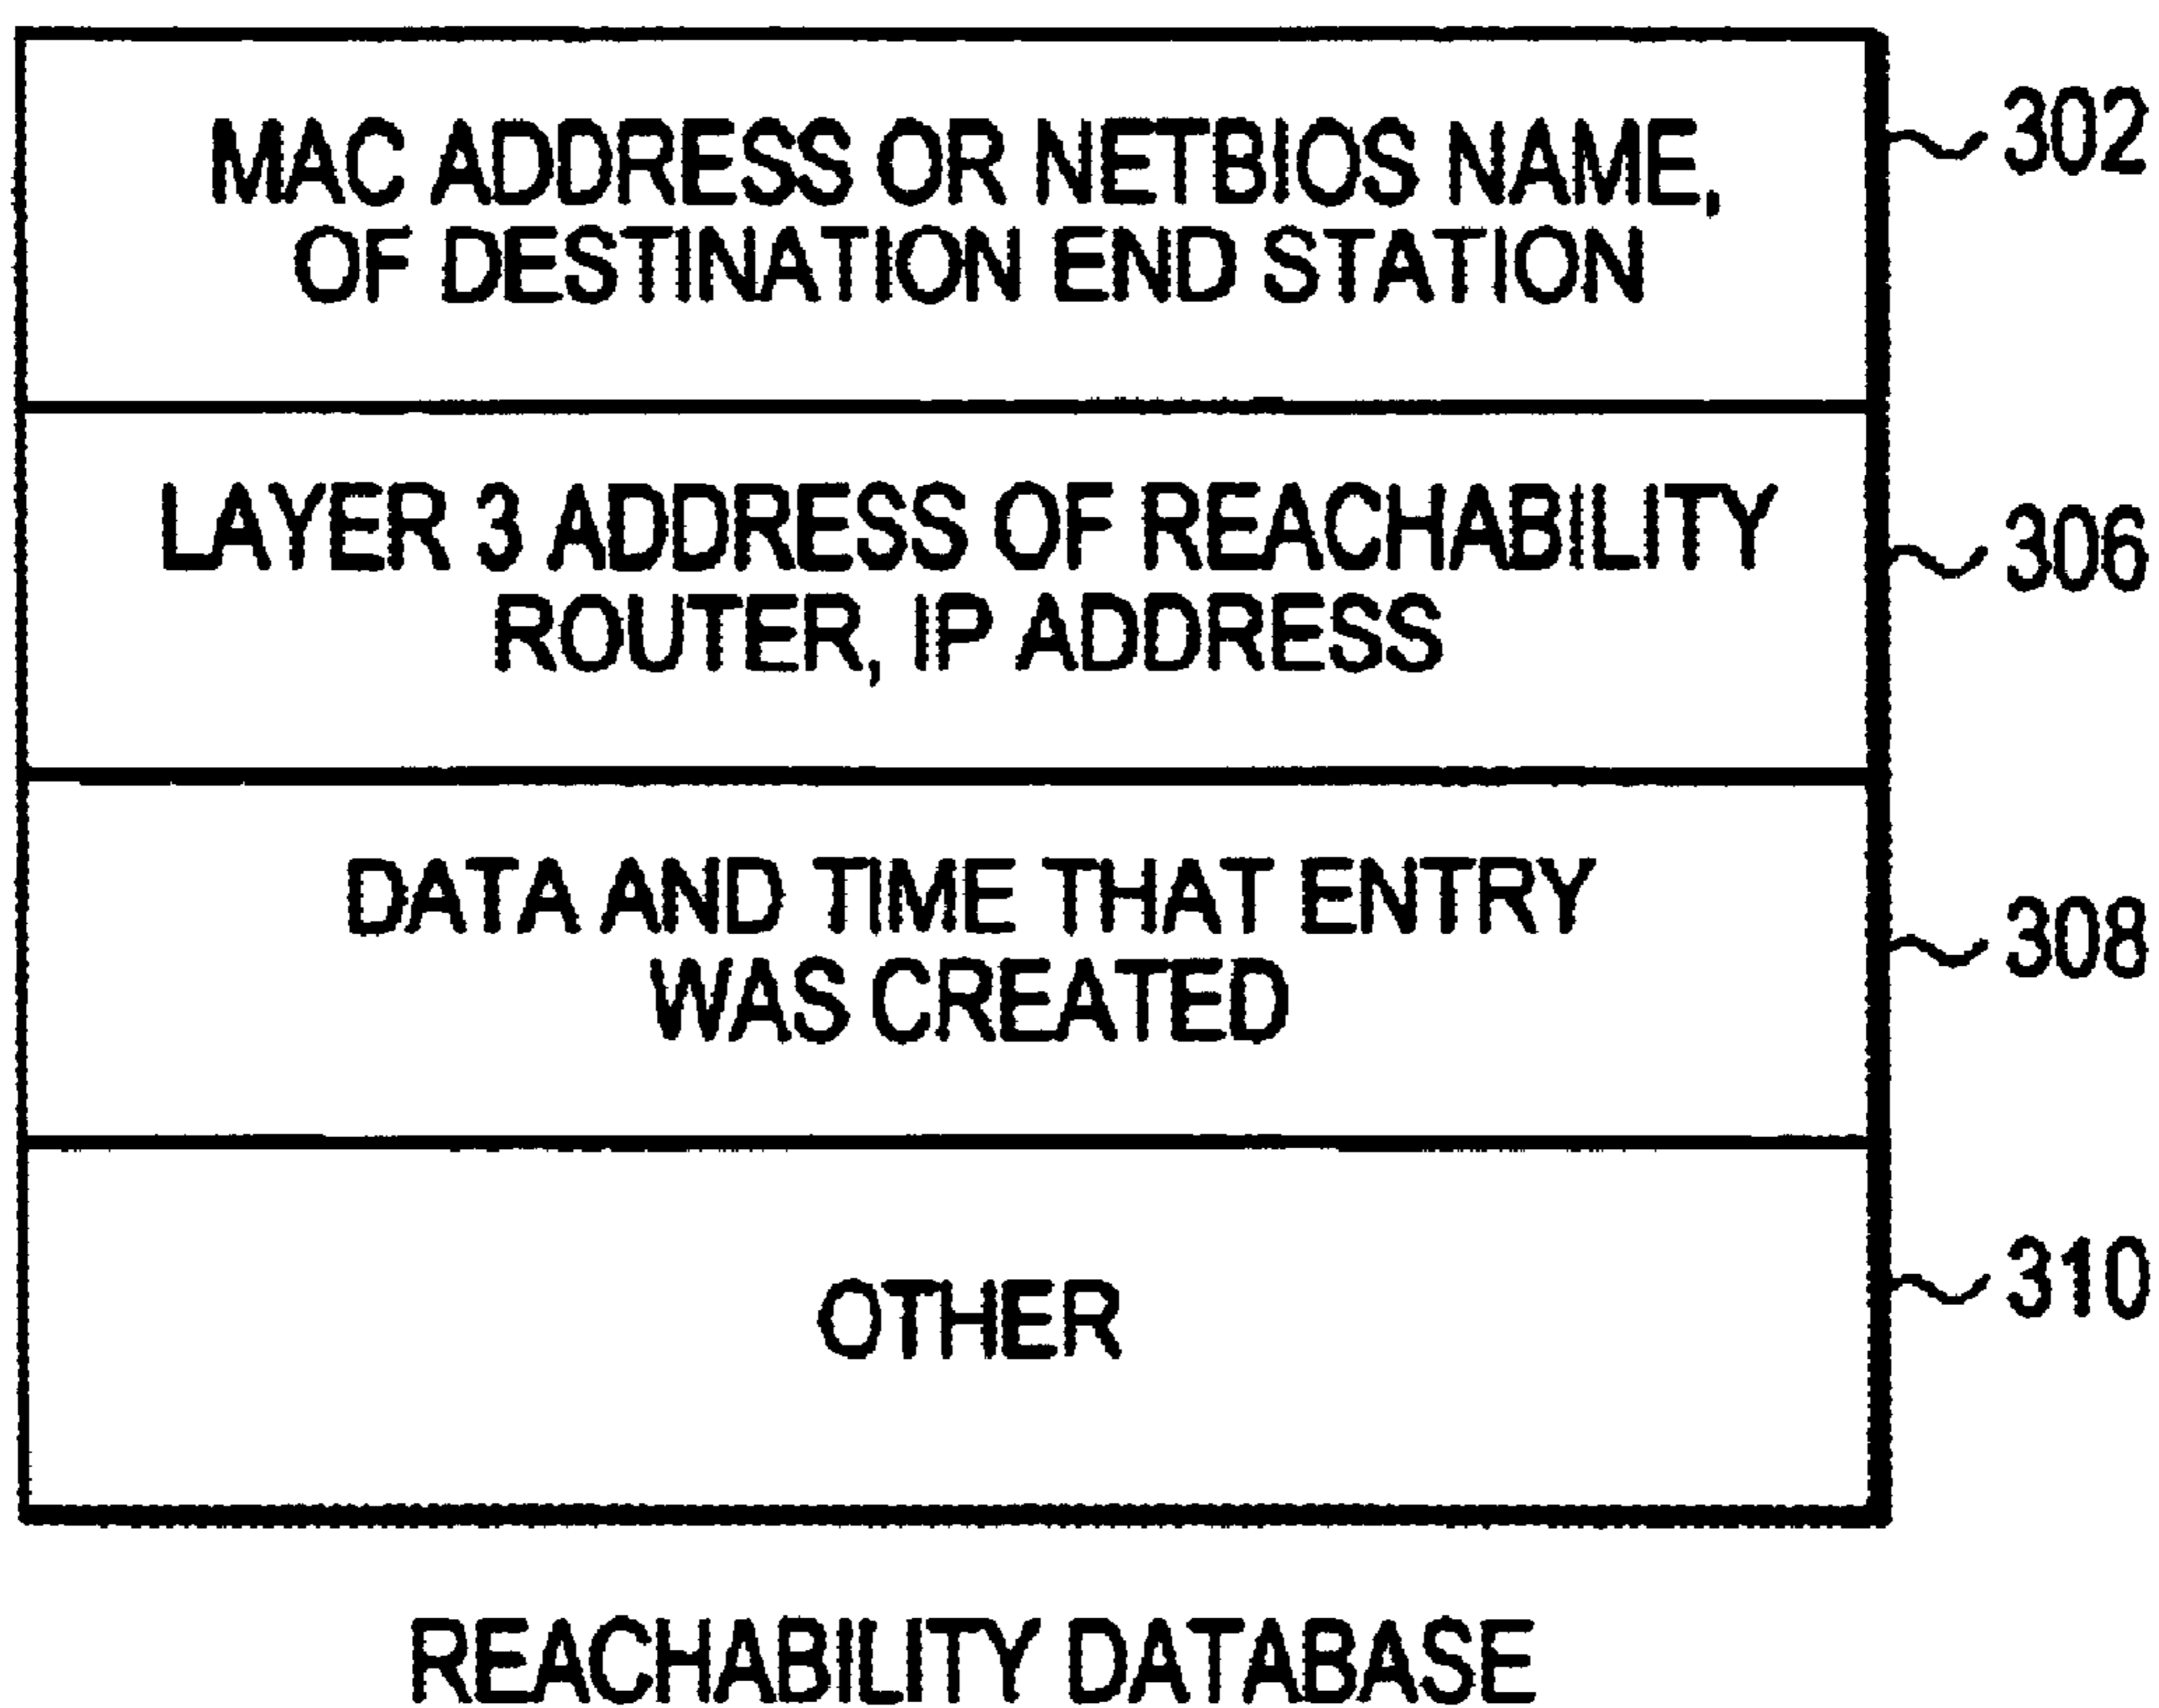 MAC ADDRESS OR NETBIOS NAME,
OF DESTINATION END STATION
302
LAYER 3 ADDRESS OF REACHABILITY
ROUTER, IP ADDRESS
306
DATA AND TIME THAT ENTRY
WAS CREATED
308
OTHER
310
REACHABILITY DATABASE